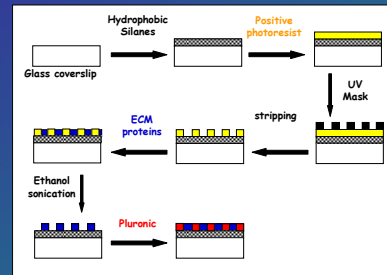 Hydrophobic
Silanes
Positive
photoresist
Glass coverslip
UV
Mask
ECM
proteins
stripping
Ethanol
sonication
Pluronic